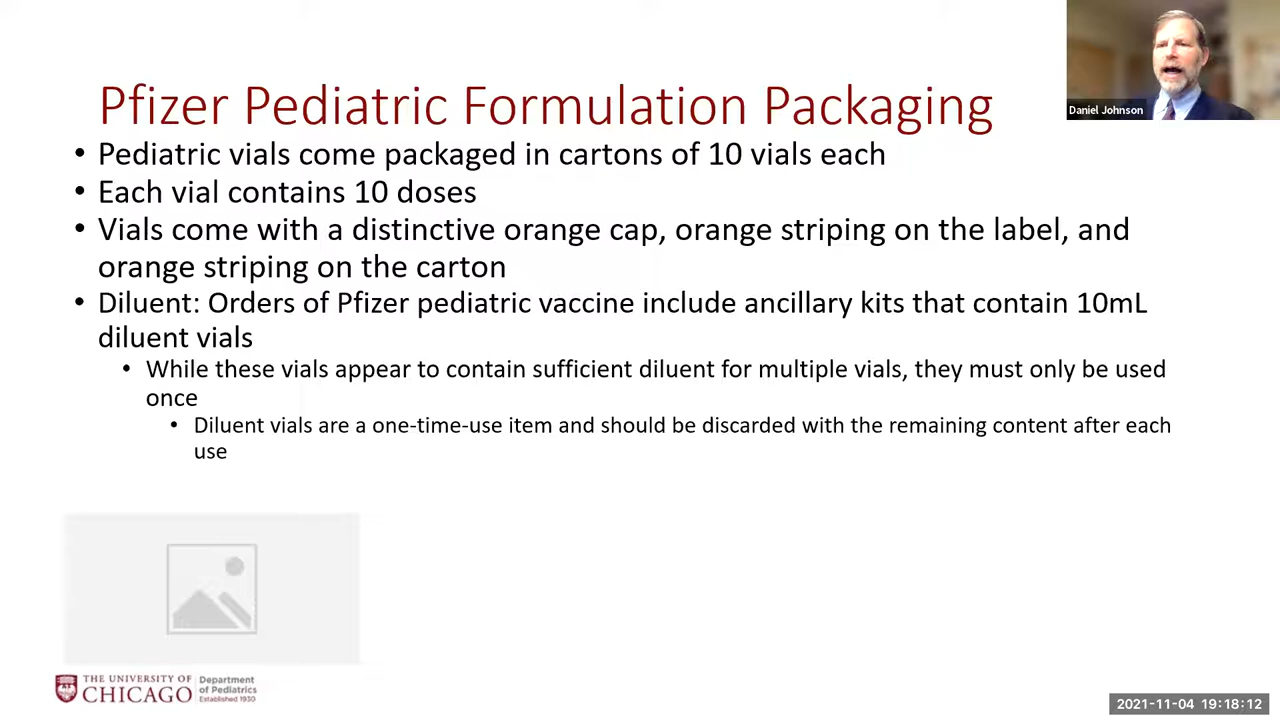 Pfizer Pediatric Formulation Packaging
• Pediatric vials come packaged in cartons of 10 vials each
• Each vial contains 10 doses
• Vials come with a distinctive orange cap, orange striping on the label, and
orange striping on the carton
• Diluent: Orders of Pfizer pediatric vaccine include ancillary kits that contain 10mL
diluent vials
• While these vials appear to contain sufficient diluent for multiple vials, they must only be used
once
• Diluent vials are a one-time-use item and should be discarded with the remaining content after each
use
Daniel Johnson
THE UNIVERSITY OF
CHICAGO
Department
of Pediatrics
Established 1930
2021-11-04 19:18:12